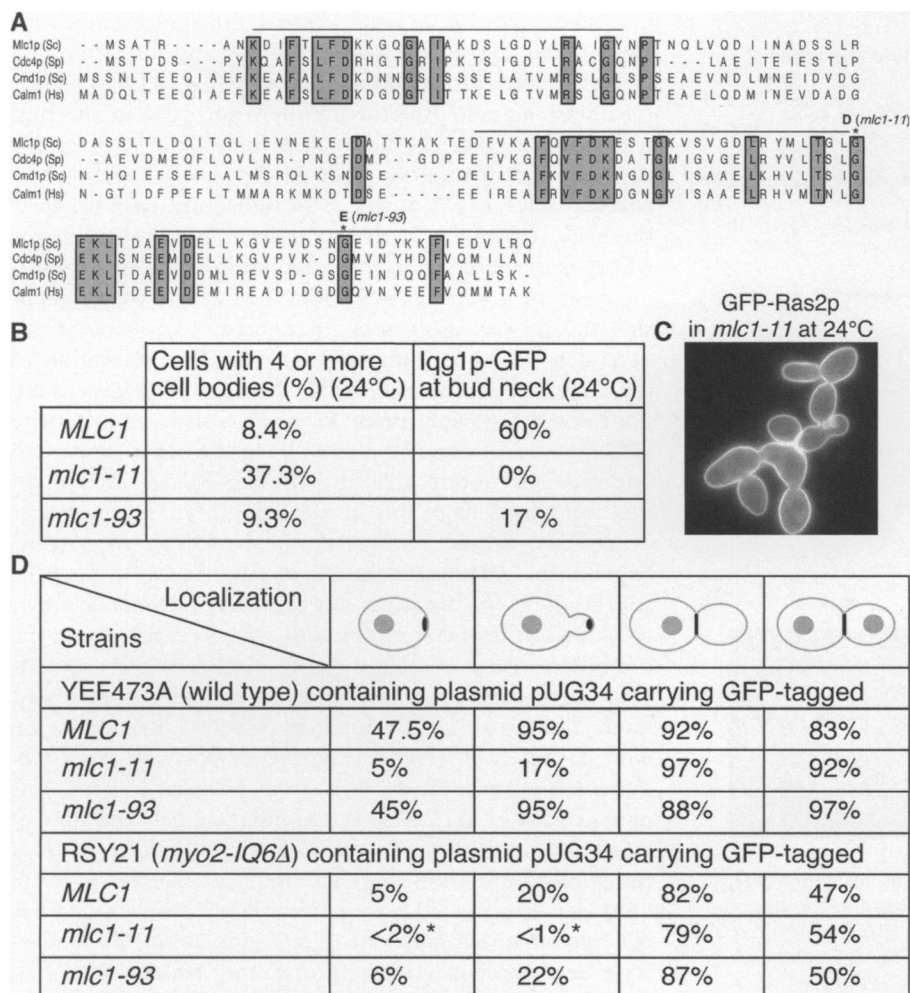 A
Mlc1p (Sc) - - M S A T R - - - - A N K D I F T L F D K K G Q G A I A K D S L G D Y L R A I G Y N P T N Q L V Q D I I N A D S S L R
Cdc4p (Sp) - - - M S T D D S - - P Y K Q A F S L F D R H G T G R I P K T S I G D L L R A C G Q N P T - - - - L A E I T E I E S T L P
Cmd1p (Sc) M S S N L T E E Q I A E F K E A F A L F D K D N N G S I S S S E L A T V M R S L G L S P S E A E V N D L M N E I D V D G
Calm1 (Hs) M A D Q L T E E Q I A E F K E A F S L F D K D G D G T I T T K E L G T V M R S L G Q N P T E A E L Q D M I N E V D A D G
D (mlc1-11)
*
Mlc1p (Sc) D A S S L T L D Q I T G L I E V N E K E L D A T T K A K T E D F V K A F Q V F D K E S T G K V S V G D L R Y M L T G L G
Cdc4p (Sp) - - A E V D M E Q F L Q V L N R - P N G F D M P - - G D P E E F V K G F Q V F D K D A T G M I G V G E L R Y V L T S L G
Cmd1p (Sc) N H Q I E F S E F L A L M S R Q L K S N D S E - - - - - Q E L L E A F K V F D K N G D G L I S A A E L K H V L T S I G
Calm1 (Hs) N G T I D F P E F L T M M A R K M K D T D S E - - - - - E E I R E A F R V F D K D G N G Y I S A A E L R H V M T N L G
E (mlc1-93)
*
Mlc1p (Sc) E K L T D A E V D E L L K G V E V D S N G E I D Y K K F I E D V L R Q
Cdc4p (Sp) E K L S N E E M D E L L K G V P V K - D G M V N Y H D F V Q M I L A N
Cmd1p (Sc) E K L T D A E V D D M L R E V S D - G S G E I N I Q Q F A A L L S K -
Calm1 (Hs) E K L T D E E V D E M I R E A D I D G D G Q V N Y E E F V Q M M T A K
B
Cells with 4 or more cell bodies (%) (24°C) Iqg1p-GFP at bud neck (24°C)
MLC1 8.4% 60%
mlc1-11 37.3% 0%
mlc1-93 9.3% 17 %
C
GFP-Ras2p
in mlc1-11 at 24°C
D
Localization
Strains
YEF473A (wild type) containing plasmid pUG34 carrying GFP-tagged
MLC1 47.5% 95% 92% 83%
mlc1-11 5% 17% 97% 92%
mlc1-93 45% 95% 88% 97%
RSY21 (myo2-IQ6Δ) containing plasmid pUG34 carrying GFP-tagged
MLC1 5% 20% 82% 47%
mlc1-11 <2%* <1%* 79% 54%
mlc1-93 6% 22% 87% 50%